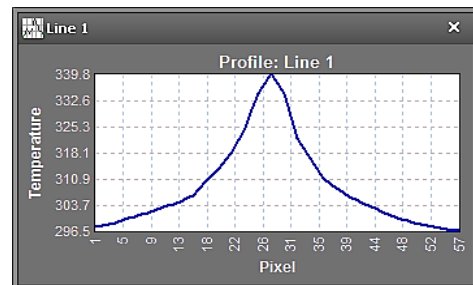 Line 1
Profile: Line 1
Temperature
339.8
332.6
325.3
318.1
310.9
303.7
296.5
1 5 9 13 18 22 26 31 35 39 44 48 52 57
Pixel